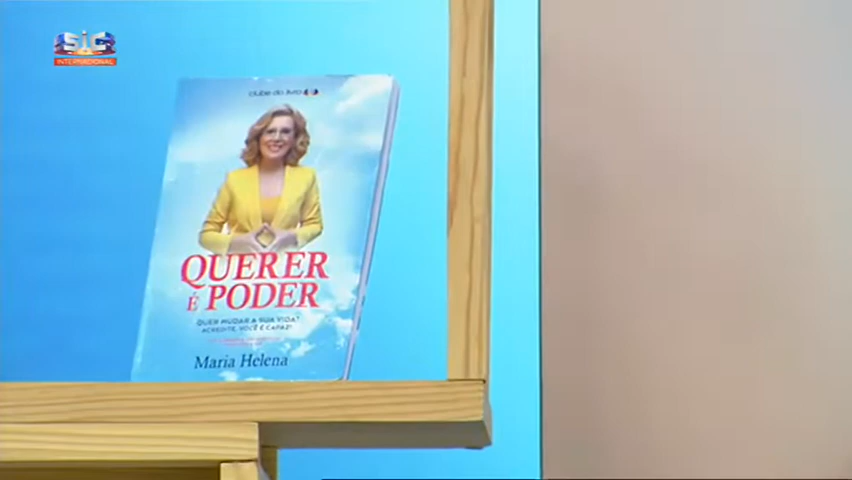 SIC
INTERNACIONAL
clube do livro
QUERER
É PODER
QUER MUDAR A SUA VIDA?
ACREDITE, VOCÊ É CAPAZ!
Maria Helena